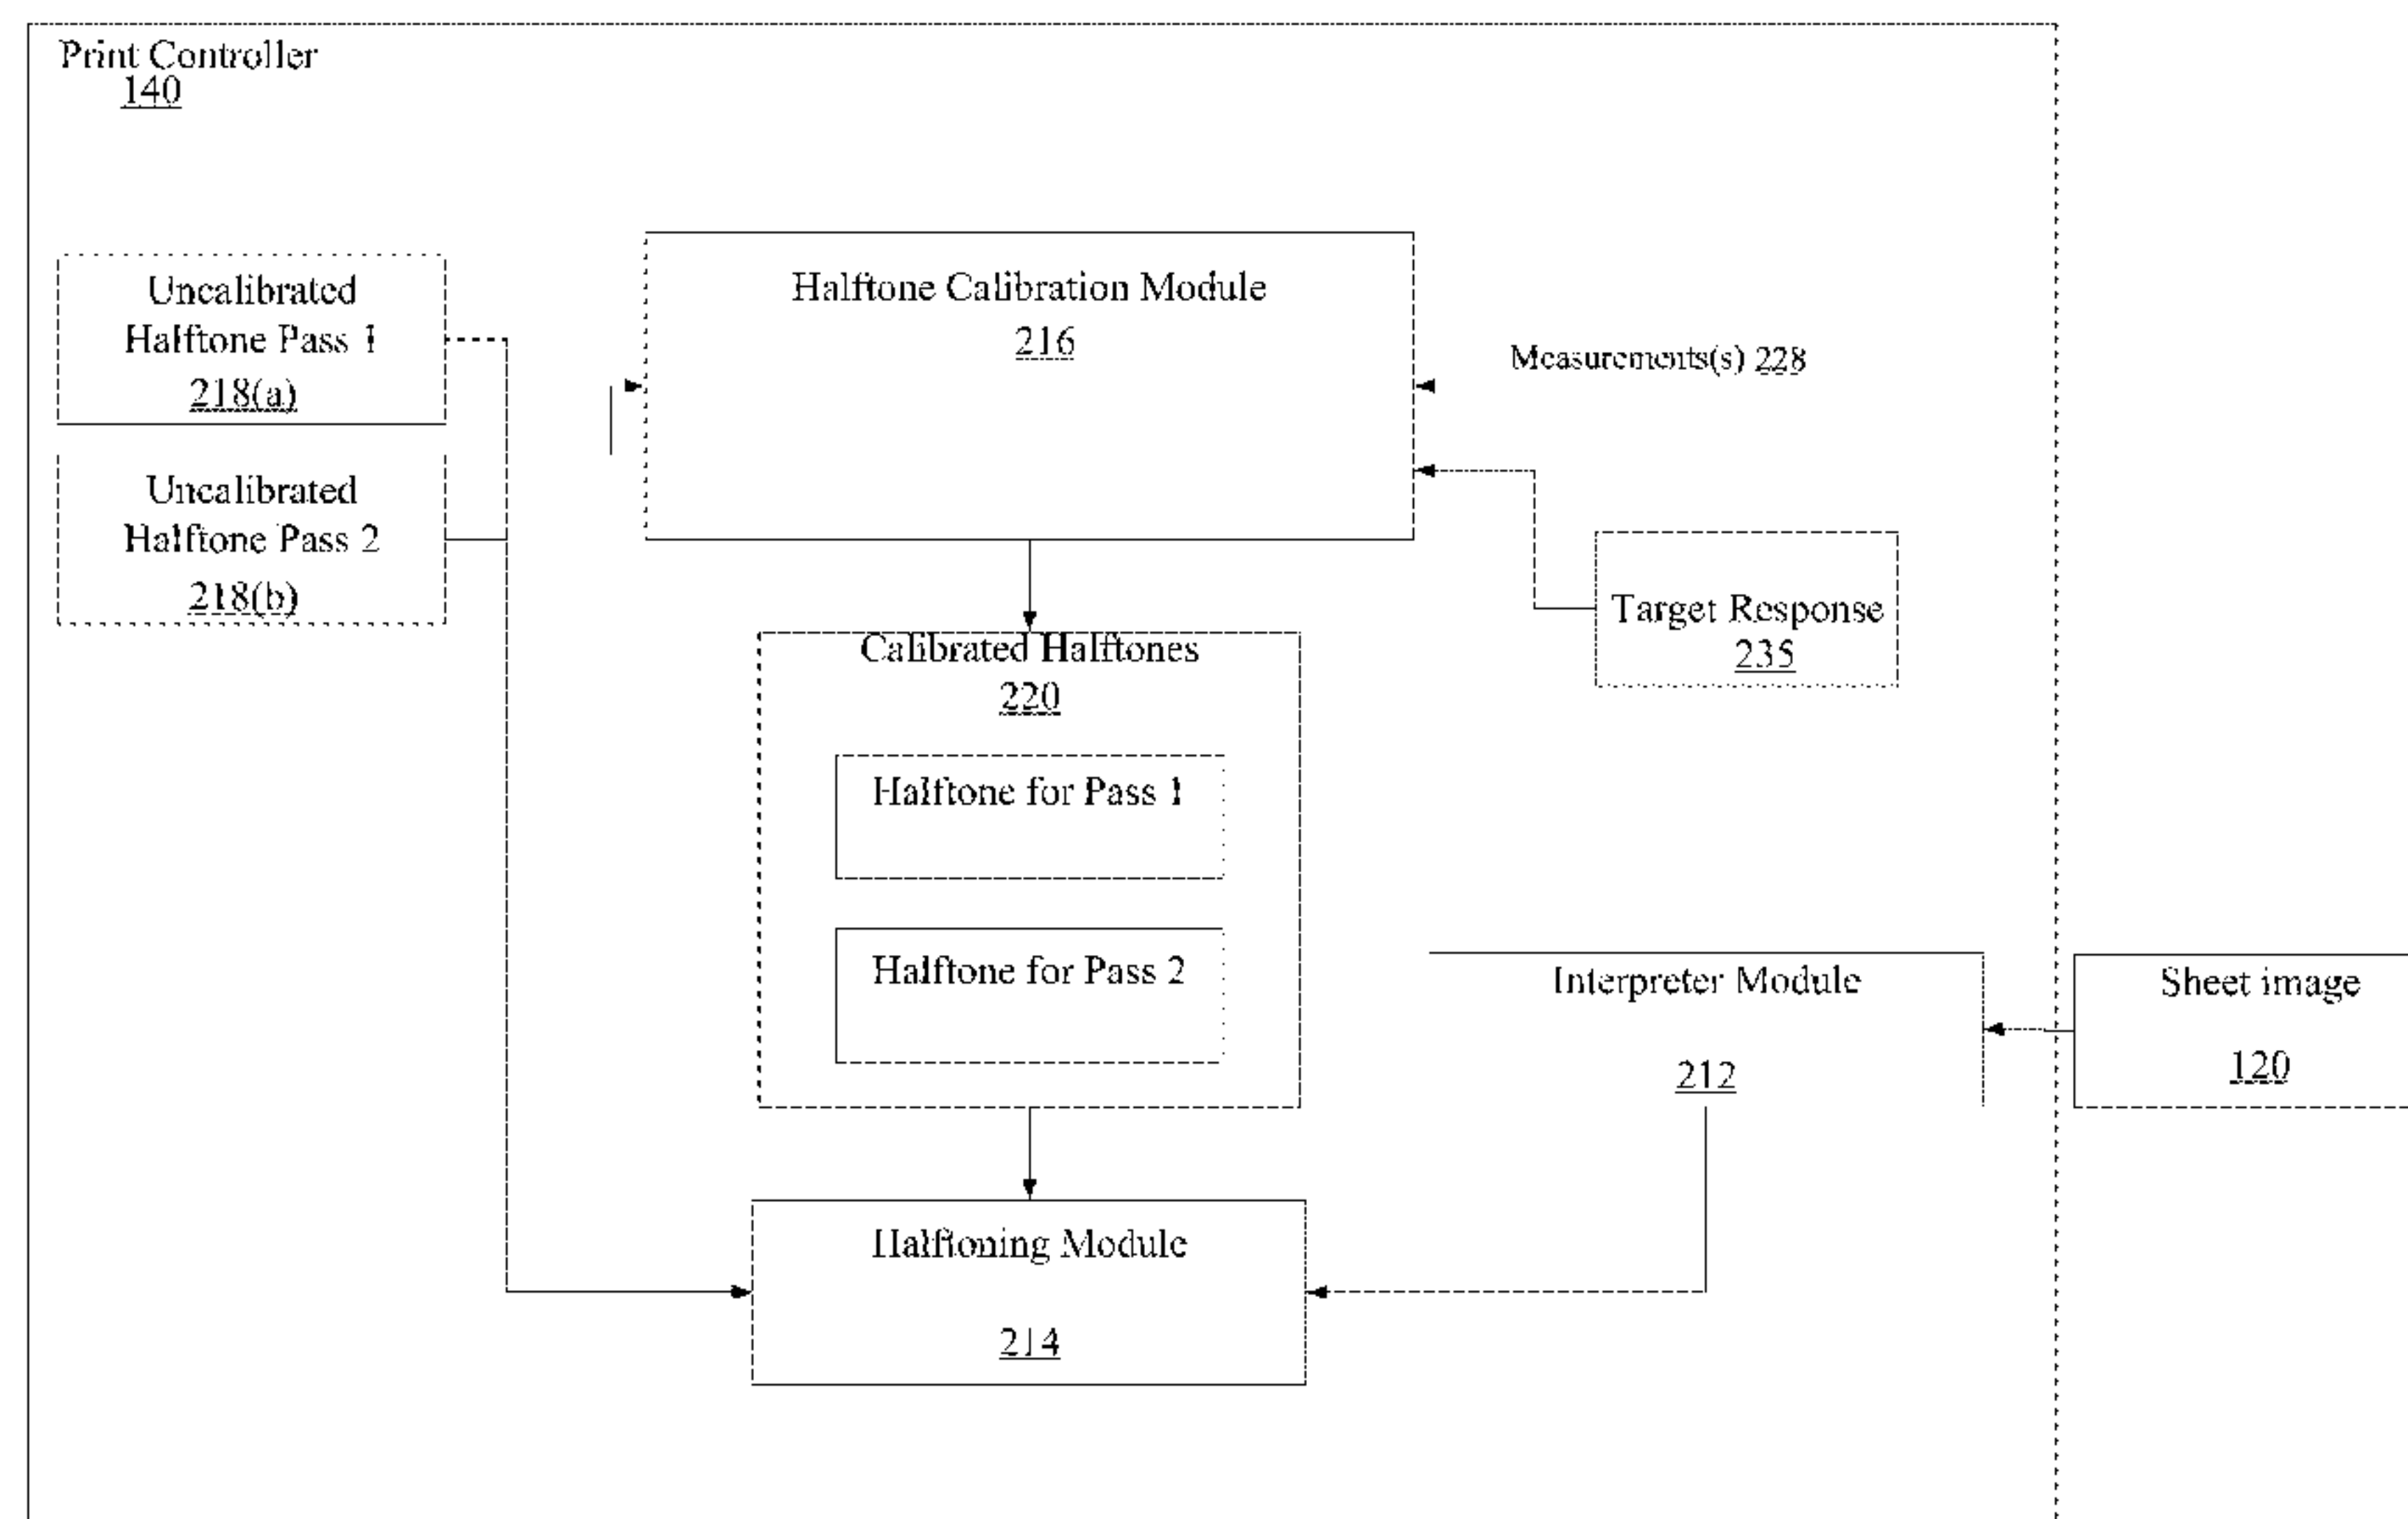 Print Controller
140
Uncalibrated
Halftone Pass 1
218(a)
Uncalibrated
Halftone Pass 2
218(b)
Halftone Calibration Module
216
Measurements(s) 228
Target Response
235
Calibrated Halftones
220
Halftone for Pass 1
Halftone for Pass 2
Interpreter Module
212
Sheet image
120
Halftoning Module
214